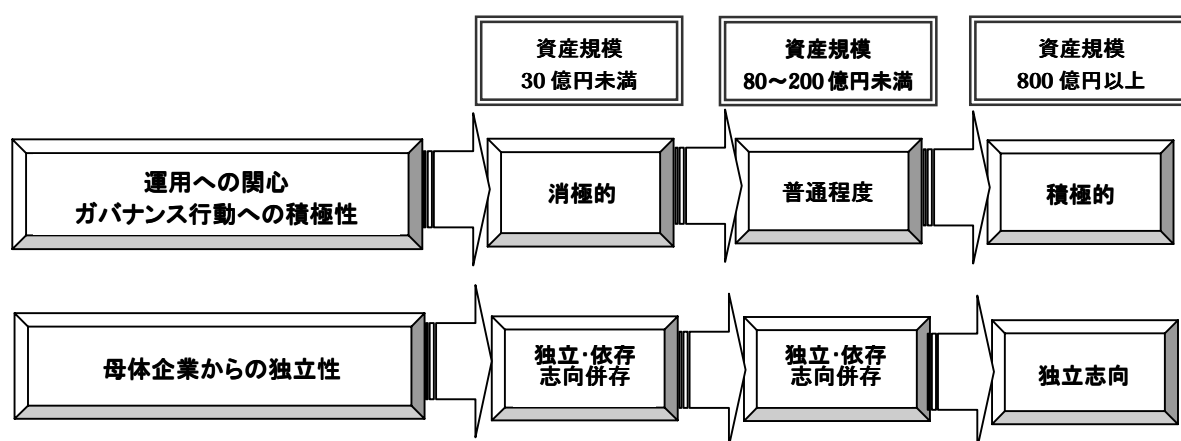 資産規模
30億円未満
資産規模
80～200億円未満
資産規模
800億円以上
運用への関心
ガバナンス行動への積極性
消極的
普通程度
積極的
母体企業からの独立性
独立･依存
志向併存
独立･依存
志向併存
独立志向